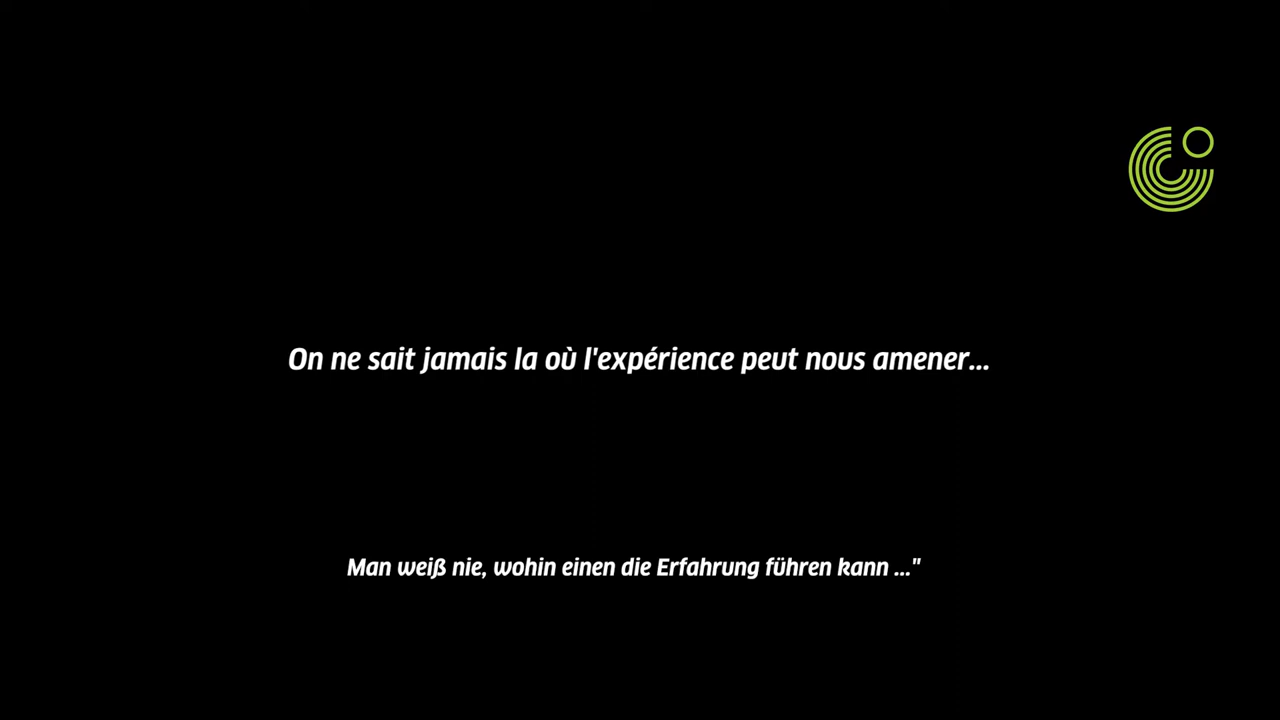 On ne sait jamais la où l'expérience peut nous amener...
Man weiß nie, wohin einen die Erfahrung führen kann ..."